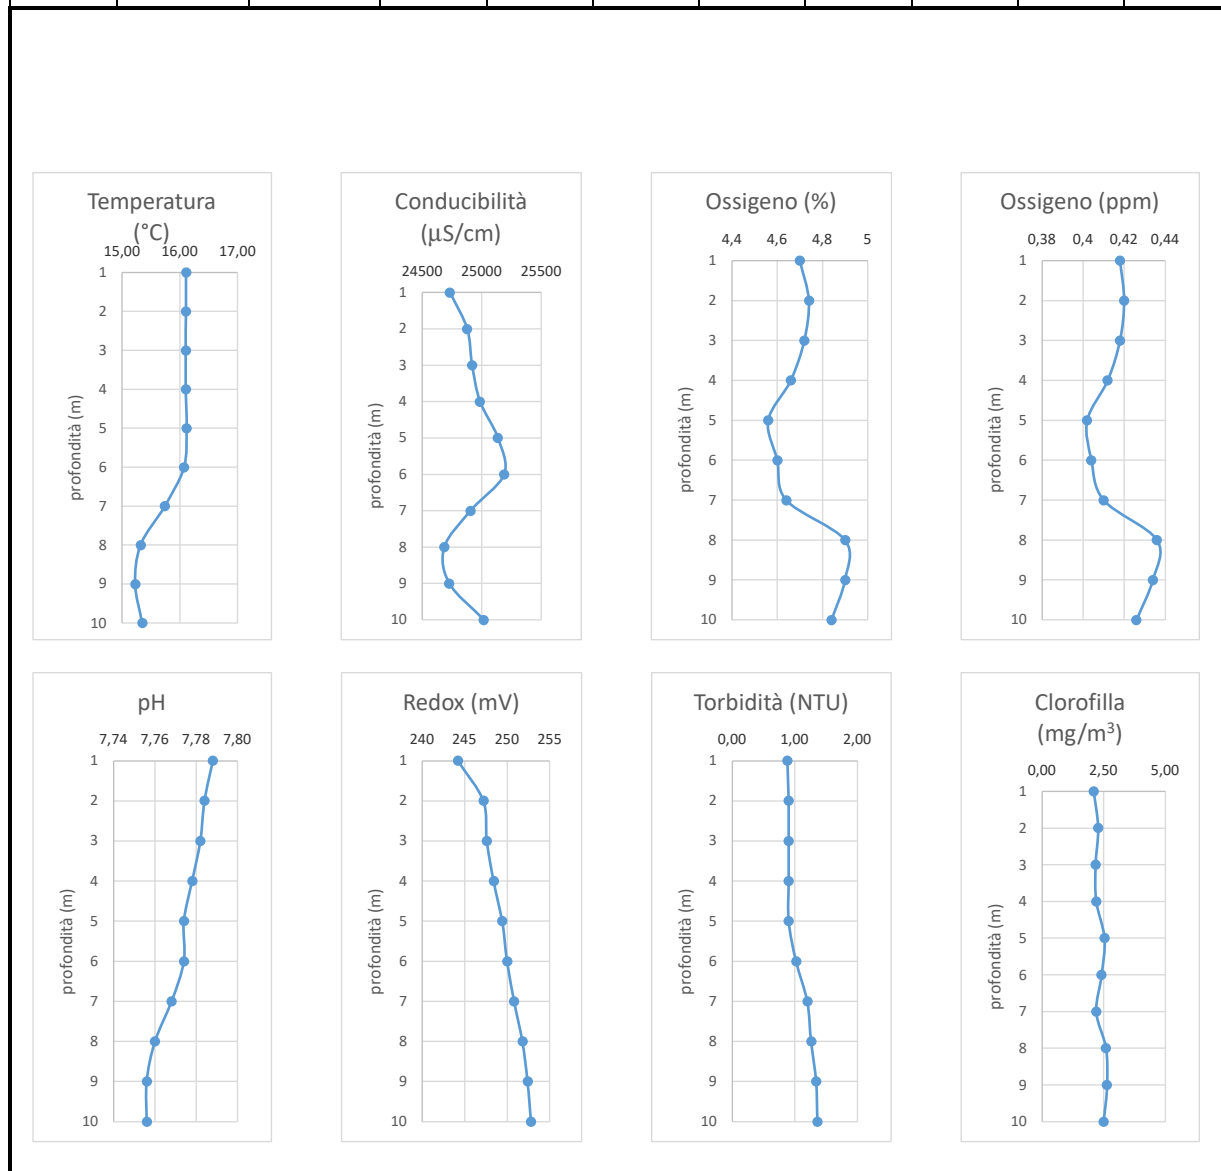 Temperatura
(°C)
15,00 16,00 17,00
1
2
3
4
5
6
7
8
9
10
profondità (m)
Conducibilità
(µS/cm)
24500 25000 25500
1
2
3
4
5
6
7
8
9
10
profondità (m)
Ossigeno (%)
4,4 4,6 4,8 5
1
2
3
4
5
6
7
8
9
10
profondità (m)
Ossigeno (ppm)
0,38 0,4 0,42 0,44
1
2
3
4
5
6
7
8
9
10
profondità (m)
pH
7,74 7,76 7,78 7,80
1
2
3
4
5
6
7
8
9
10
profondità (m)
Redox (mV)
240 245 250 255
1
2
3
4
5
6
7
8
9
10
profondità (m)
Torbidità (NTU)
0,00 1,00 2,00
1
2
3
4
5
6
7
8
9
10
profondità (m)
Clorofilla
(mg/m³)
0,00 2,50 5,00
1
2
3
4
5
6
7
8
9
10
profondità (m)